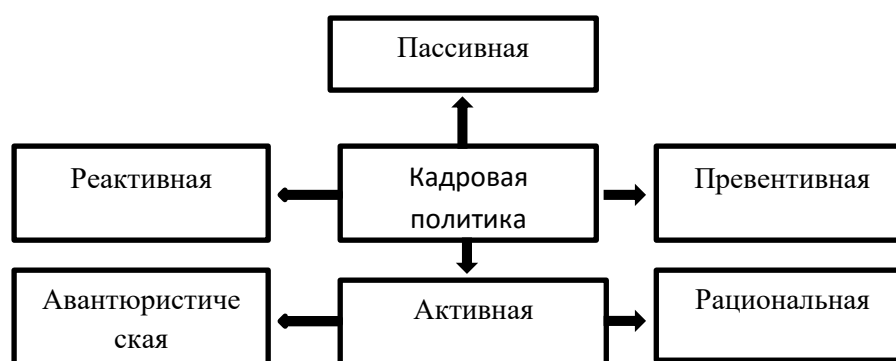 Пассивная
Реактивная
Кадровая
политика
Превентивная
Авантюристиче
ская
Активная
Рациональная